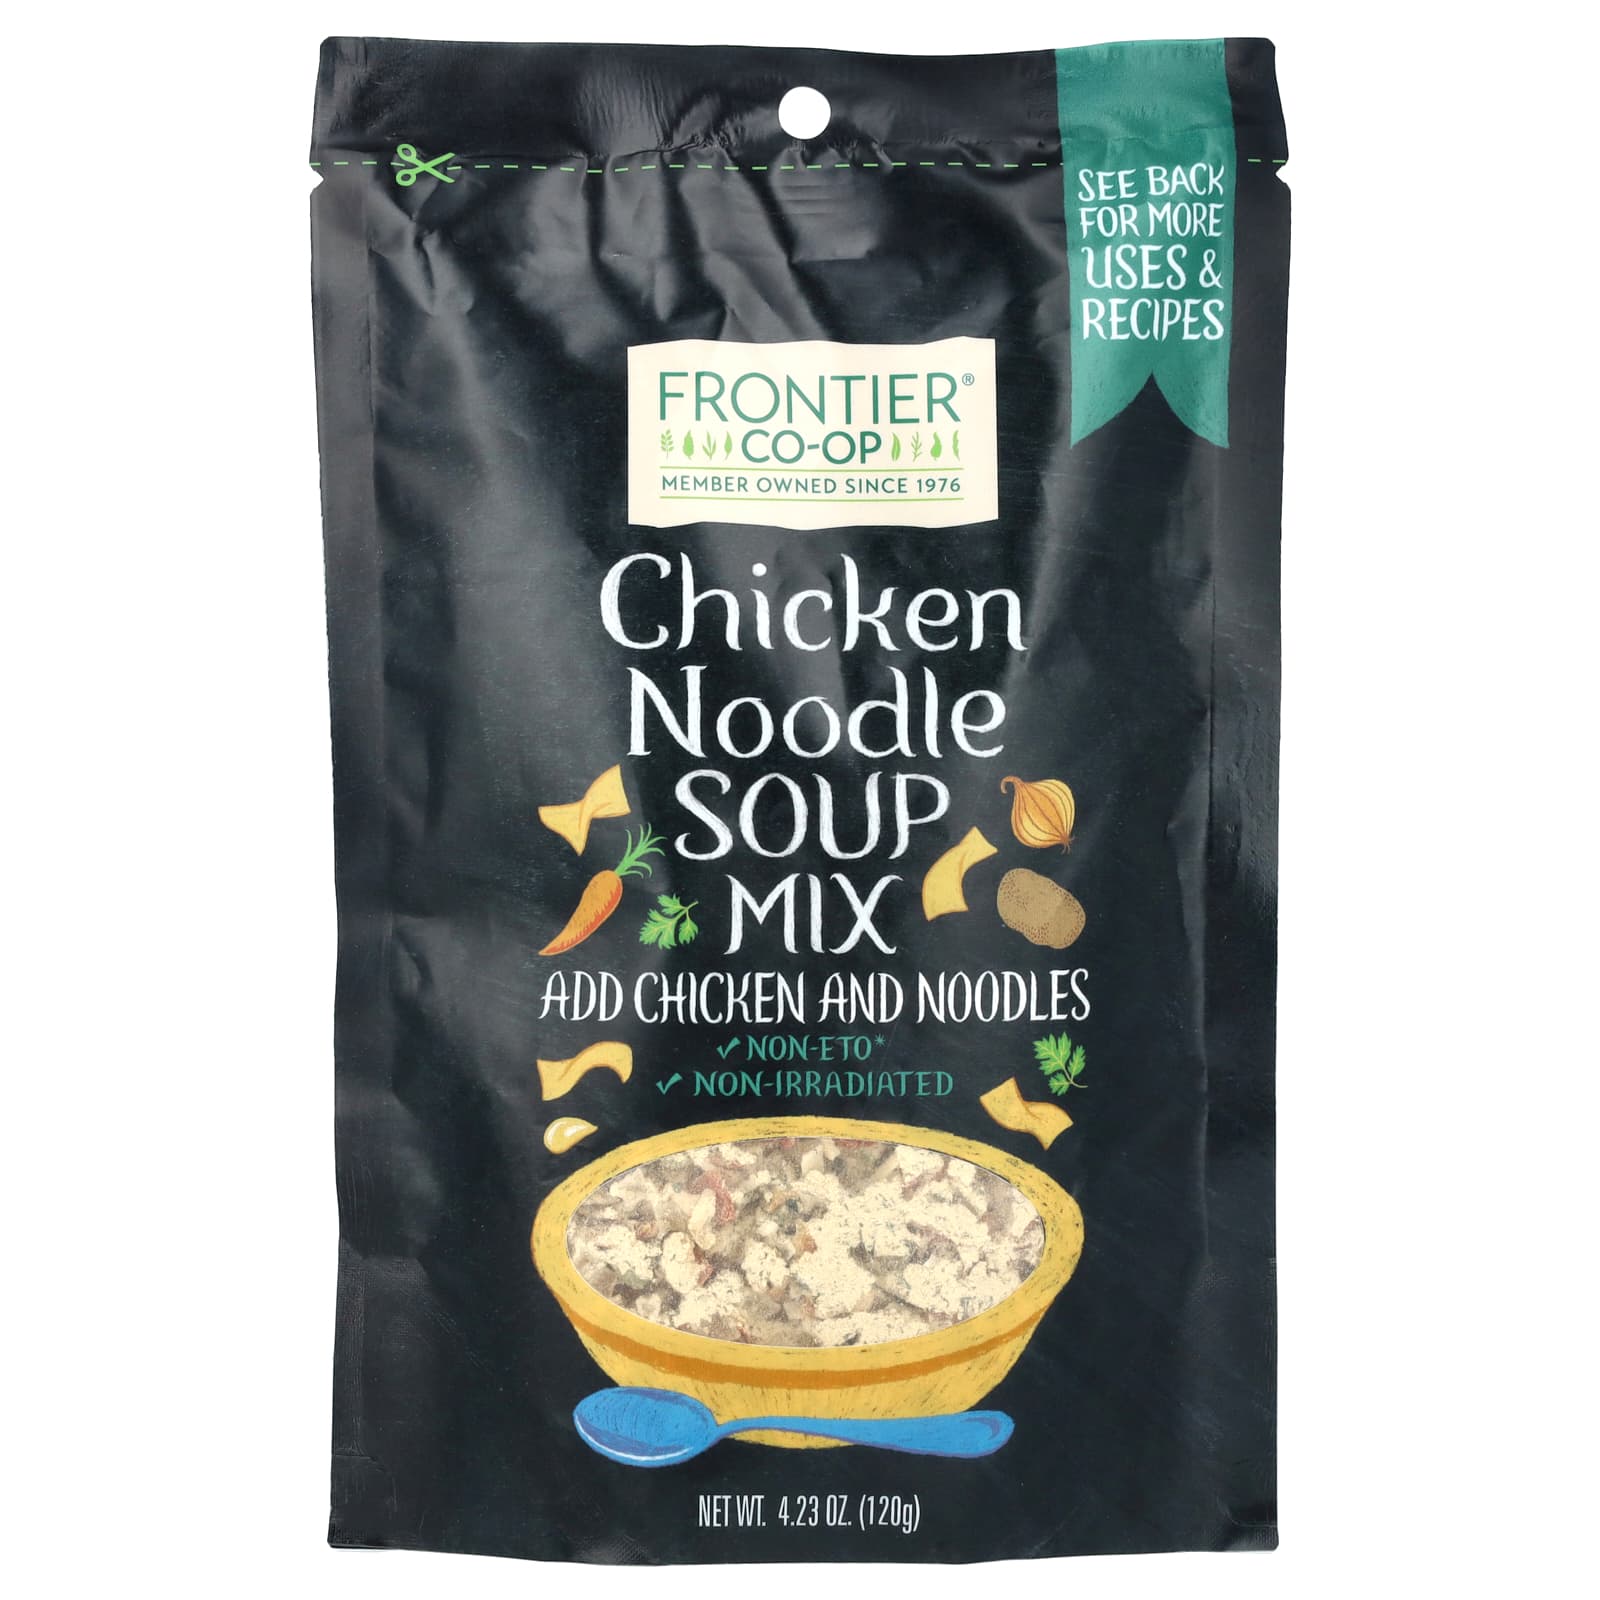 SEE BACK
FOR MORE
USES &
RECIPES
FRONTIER®
CO-OP
MEMBER OWNED SINCE 1976
Chicken
Noodle
SOUP
MIX
ADD CHICKEN AND NOODLES
✓ NON-ETO*
✓ NON-IRRADIATED
NET WT. 4.23 OZ. (120g)